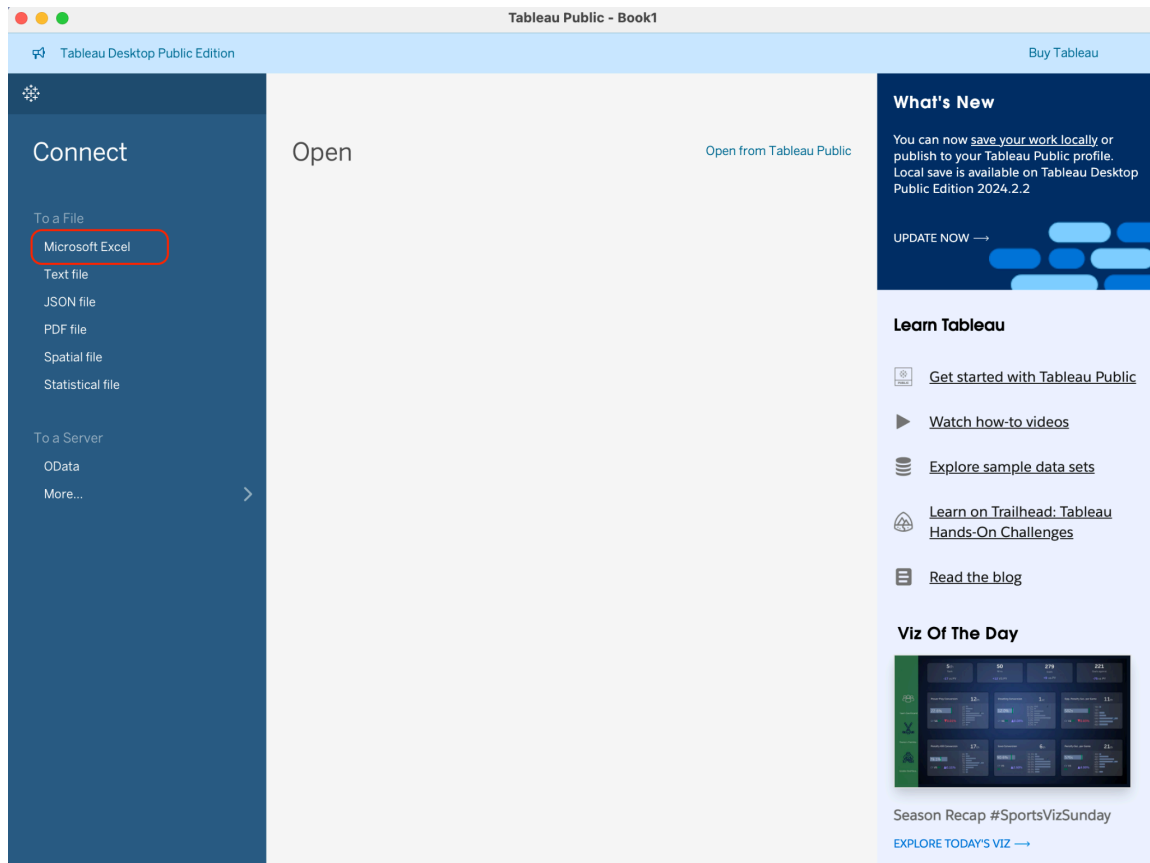 Tableau Public - Book1
Tableau Desktop Public Edition
Buy Tableau
Connect
To a File
Microsoft Excel
Text file
JSON file
PDF file
Spatial file
Statistical file
To a Server
OData
More...
Open
Open from Tableau Public
What's New
You can now save your work locally or
publish to your Tableau Public profile.
Local save is available on Tableau Desktop
Public Edition 2024.2.2
UPDATE NOW →
Learn Tableau
Get started with Tableau Public
Watch how-to videos
Explore sample data sets
Learn on Trailhead: Tableau
Hands-On Challenges
Read the blog
Viz Of The Day
50
279
221
Season Recap #SportsVizSunday
EXPLORE TODAY'S VIZ →